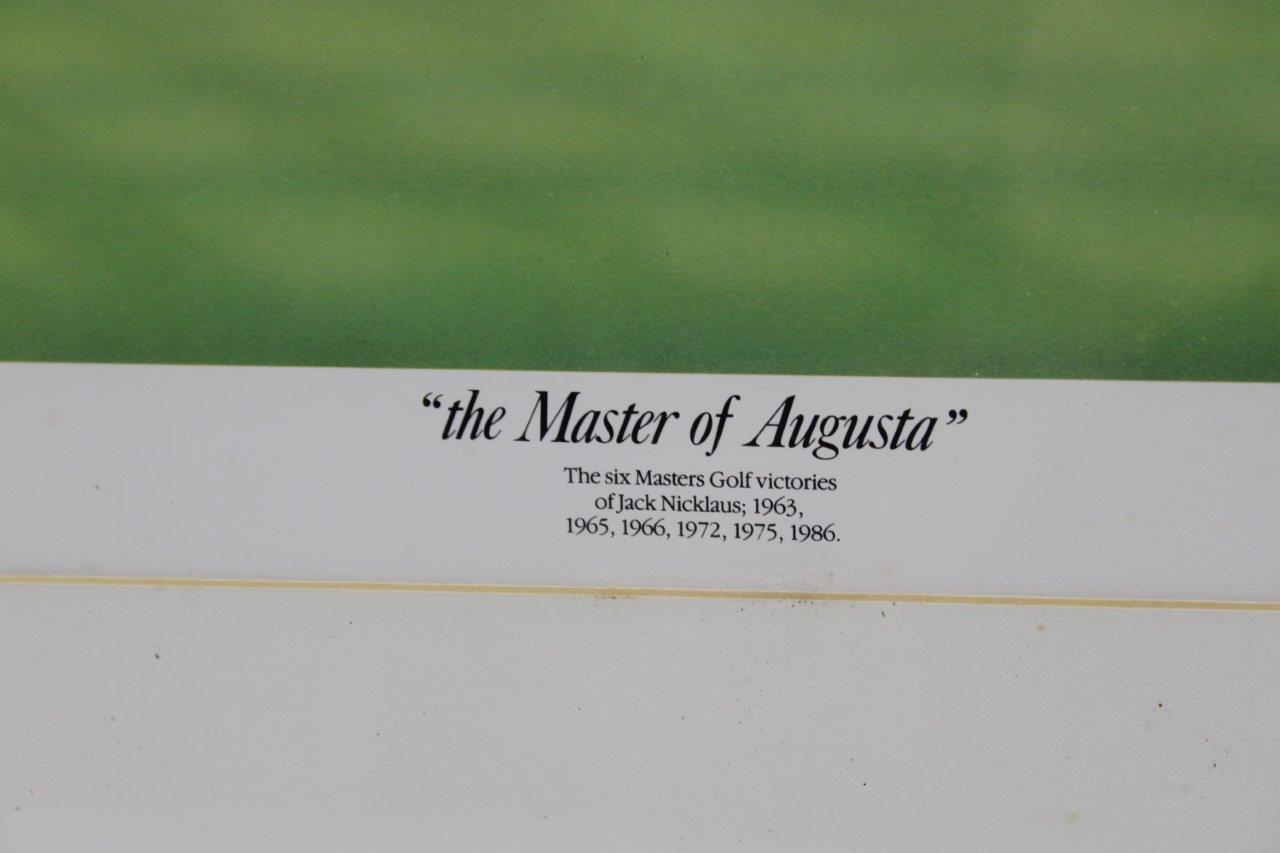 “the Master of Augusta”
The six Masters Golf victories
of Jack Nicklaus; 1963,
1965, 1966, 1972, 1975, 1986.